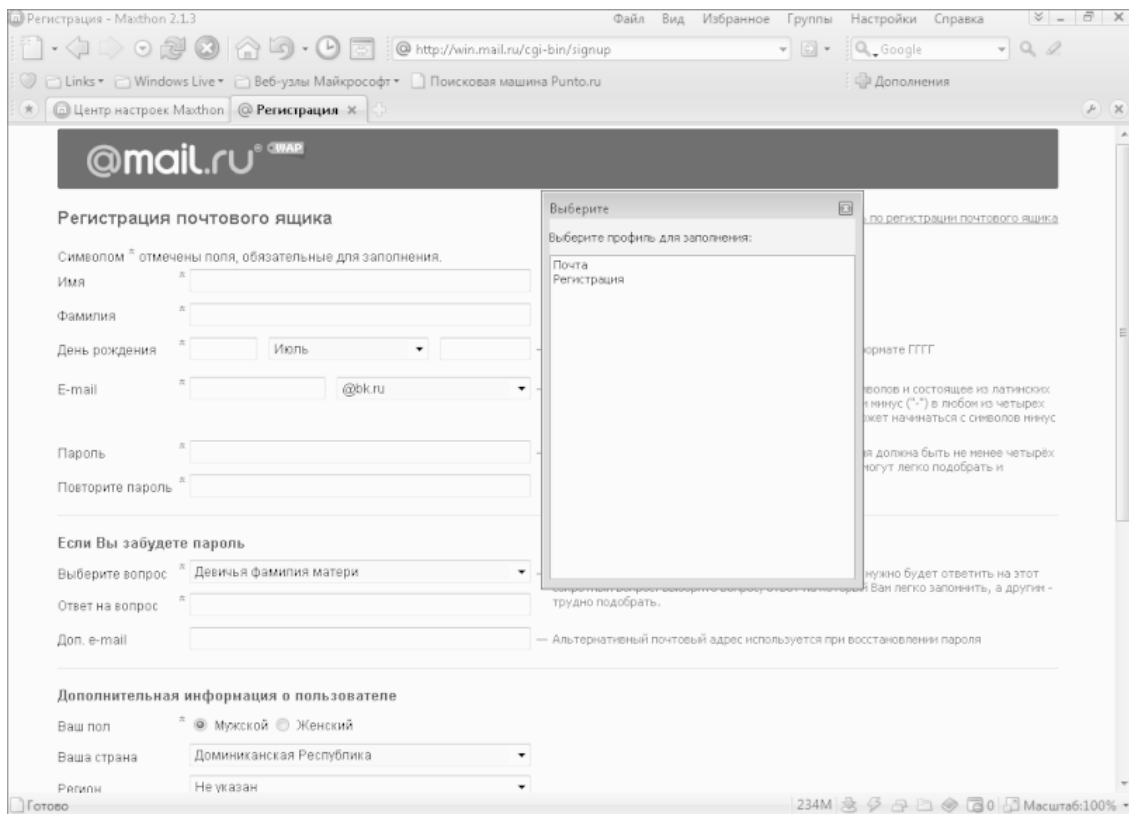 Регистрация - Maxthon 2.1.3
Файл Вид Избранное Группы Настройки Справка
http://win.mail.ru/cgi-bin/signup
Google
Links Windows Live Веб-узлы Майкрософт Поисковая машина Punto.ru
Дополнения
Центр настроек Maxthon @ Регистрация
@mail.ru® WAP
Регистрация почтового ящика
по регистрации почтового ящика
Символом * отмечены поля, обязательные для заполнения.
Имя *
Фамилия *
День рождения * Июль —
ормате ГГГГ
E-mail * @bk.ru —
мволов и состоящее из латинских
и минус ("-") в любом из четырех
ожет начинаться с символов минус
Пароль * —
я должна быть не менее четырёх
могут легко подобрать и
Повторите пароль *
Выберите
Выберите профиль для заполнения:
Почта
Регистрация
Если Вы забудете пароль
Выберите вопрос * Девичья фамилия матери —
нужно будет ответить на этот
Вам легко запомнить, а другим -
трудно подобрать.
Ответ на вопрос *
Доп. e-mail — Альтернативный почтовый адрес используется при восстановлении пароля
Дополнительная информация о пользователе
Ваш пол * Мужской Женский
Ваша страна Доминиканская Республика
Регион Не указан
Готово
234M 0 Масштаб:100%